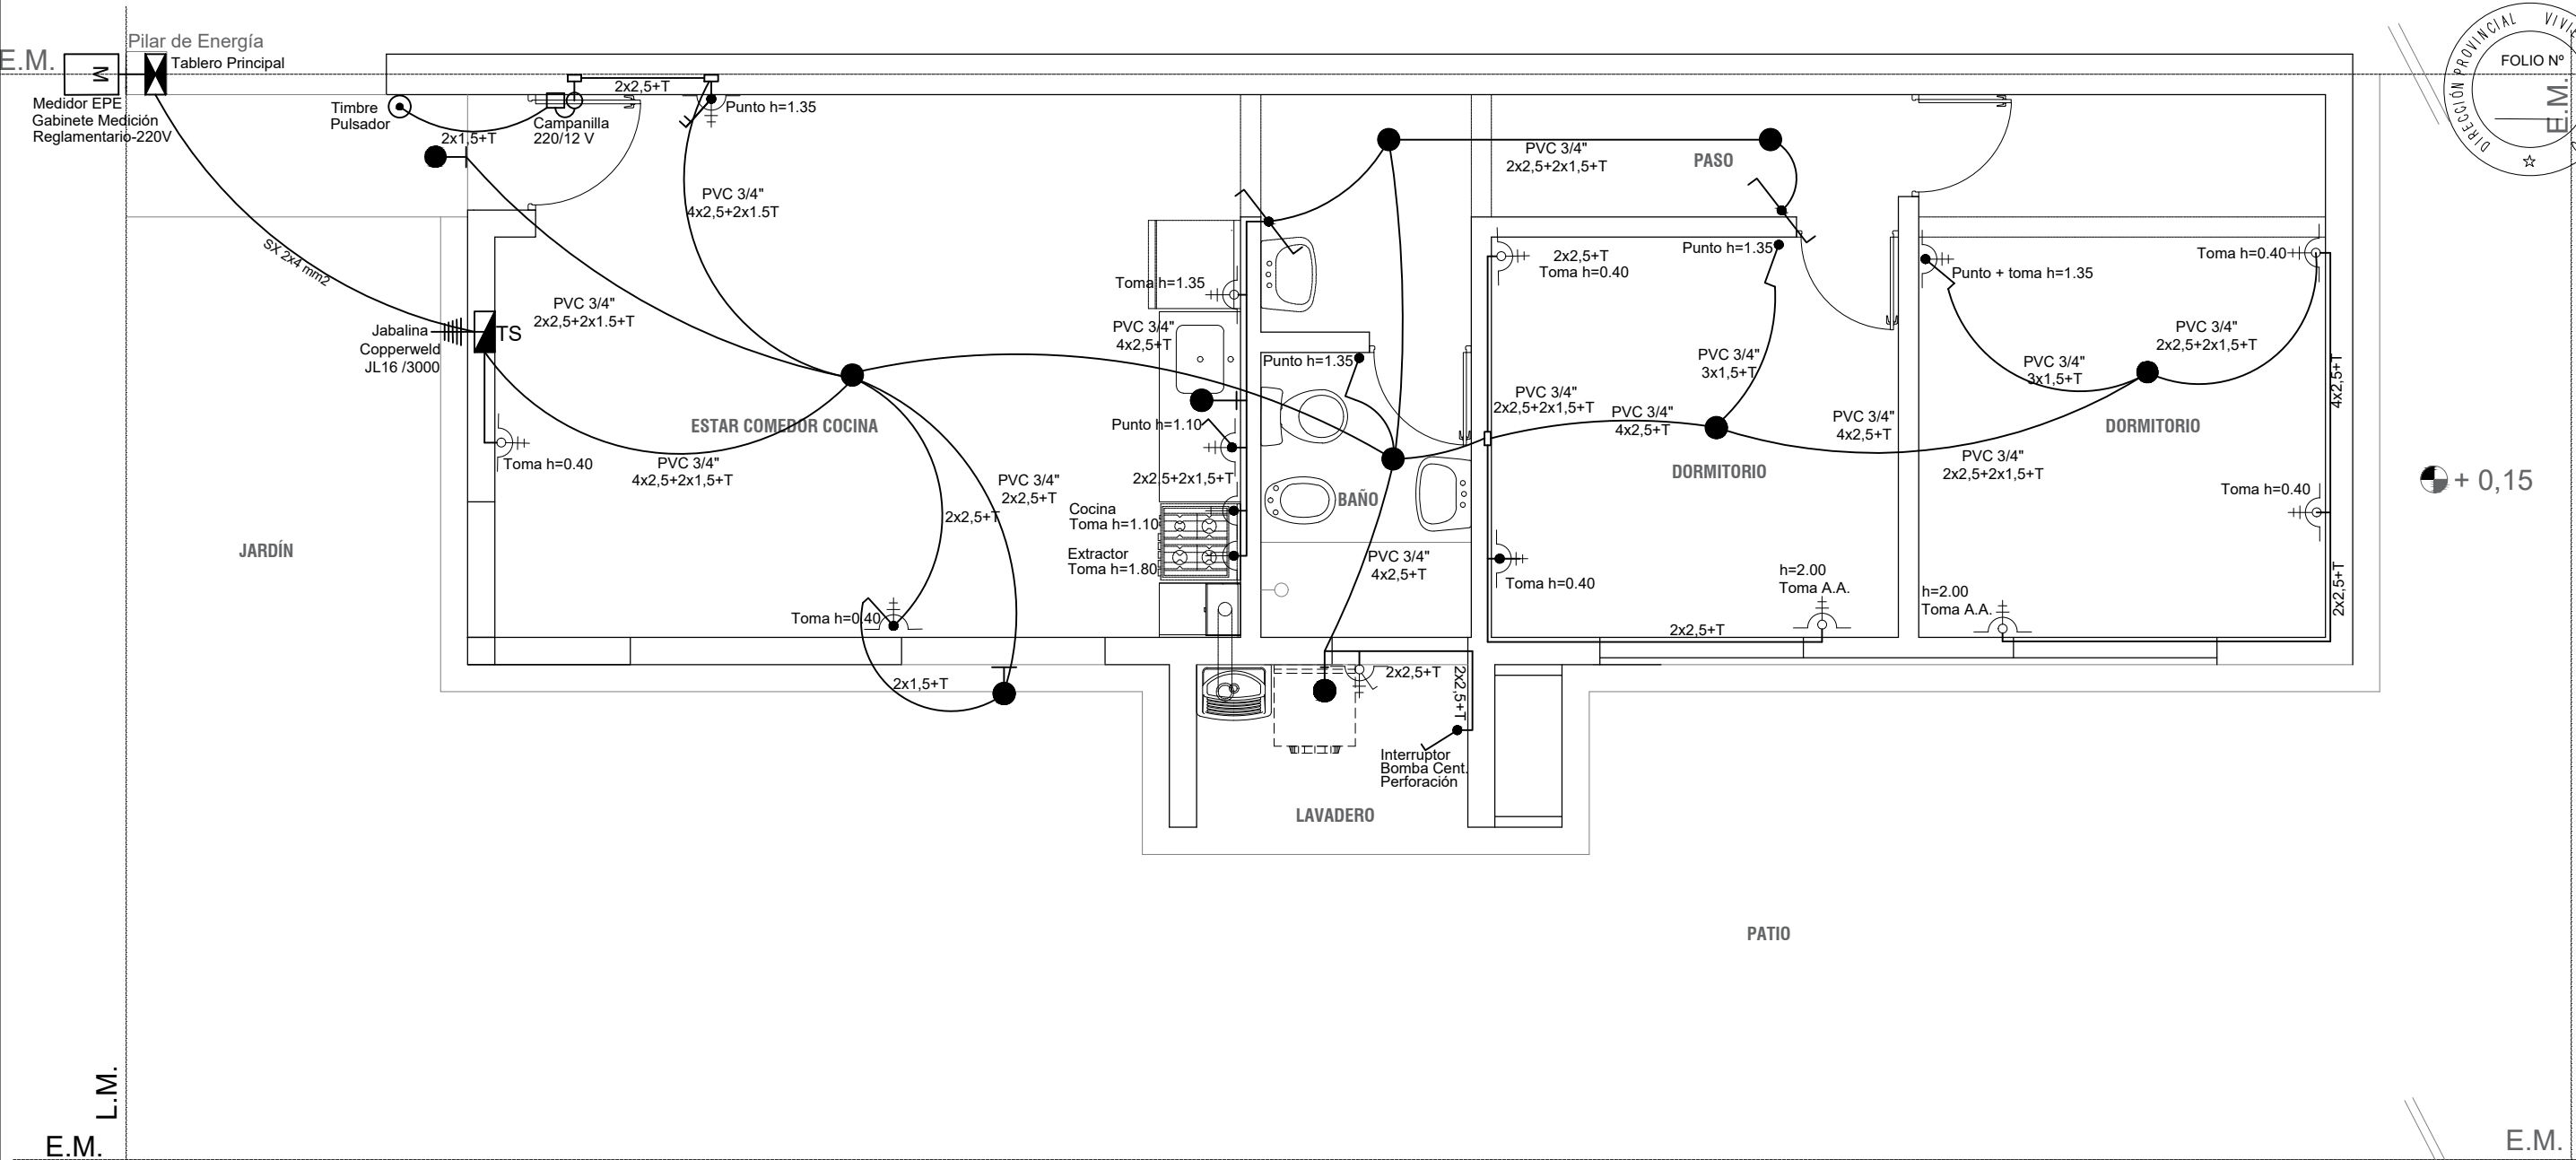 E.M.
Pilar de Energía
Tablero Principal
M
Medidor EPE
Gabinete Medición
Reglamentario-220V
Timbre
Pulsador
2x1,5+T
Campanilla
220/12 V
2x2,5+T
Punto h=1.35
PVC 3/4"
4x2,5+2x1.5T
SX 2x4 mm2
Jabalina
Copperweld
JL16 /3000
TS
PVC 3/4"
2x2,5+2x1.5+T
Toma h=0.40
ESTAR COMEDOR COCINA
PVC 3/4"
4x2,5+2x1,5+T
PVC 3/4"
2x2,5+T
2x2,5+T
Toma h=0.40
2x1,5+T
JARDÍN
Toma h=1.35
PVC 3/4"
4x2,5+T
Punto h=1.10
2x2,5+2x1,5+T
Cocina
Toma h=1.10
Extractor
Toma h=1.80
Punto h=1.35
BAÑO
PVC 3/4"
4x2,5+T
2x2,5+T
2x2,5+T
Interruptor
Bomba Cent.
Perforación
LAVADERO
PVC 3/4"
2x2,5+2x1,5+T
PASO
2x2,5+T
Toma h=0.40
Punto h=1.35
PVC 3/4"
3x1,5+T
PVC 3/4"
2x2,5+2x1,5+T
PVC 3/4"
4x2,5+T
DORMITORIO
Toma h=0.40
h=2.00
Toma A.A.
2x2,5+T
PVC 3/4"
4x2,5+T
Punto + toma h=1.35
Toma h=0.40
PVC 3/4"
2x2,5+2x1,5+T
PVC 3/4"
3x1,5+T
4x2,5+T
DORMITORIO
PVC 3/4"
2x2,5+2x1,5+T
Toma h=0.40
h=2.00
Toma A.A.
2x2,5+T
+ 0,15
PATIO
DIRECCIÓN PROVINCIAL
FOLIO Nº
E.M.
L.M.
E.M.
E.M.